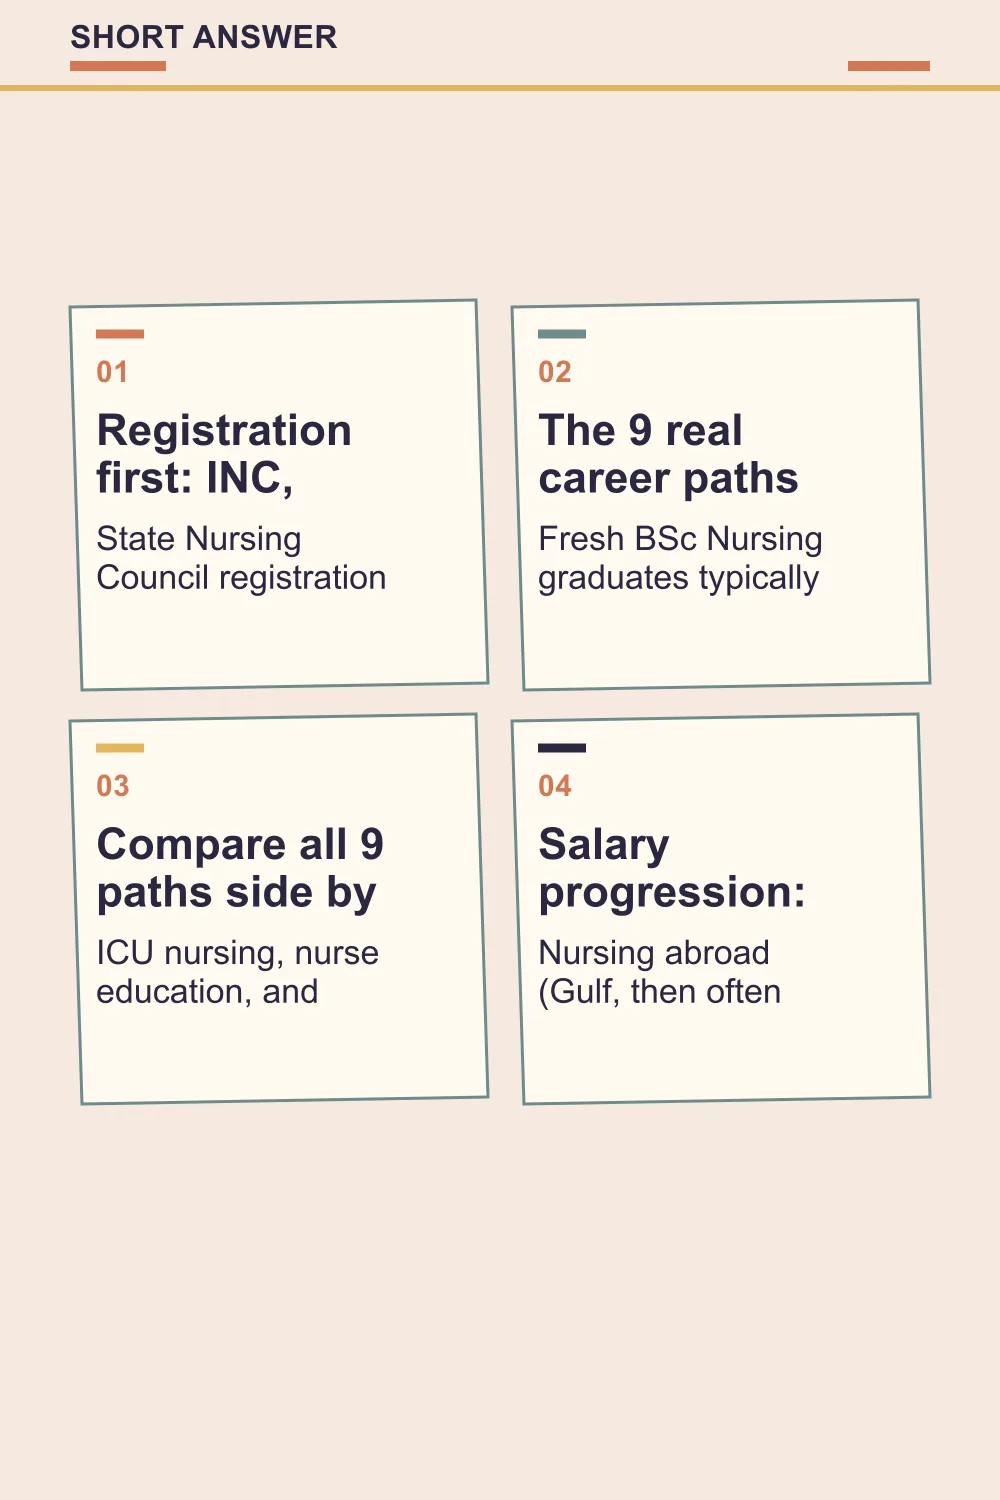 SHORT ANSWER
01
Registration
first: INC,
State Nursing
Council registration
02
The 9 real
career paths
Fresh BSc Nursing
graduates typically
03
Compare all 9
paths side by
ICU nursing, nurse
education, and
04
Salary
progression:
Nursing abroad
(Gulf, then often